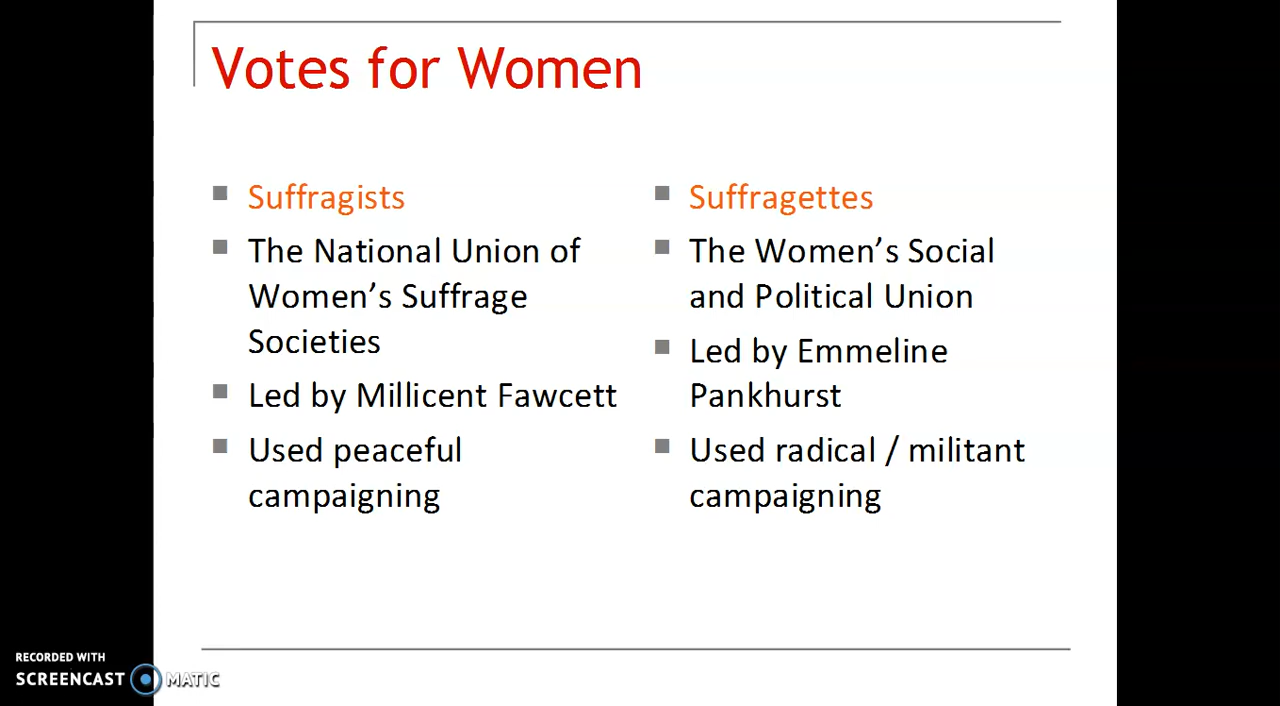 Votes for Women
Suffragists
The National Union of
Women’s Suffrage
Societies
Led by Millicent Fawcett
Used peaceful
campaigning
Suffragettes
The Women’s Social
and Political Union
Led by Emmeline
Pankhurst
Used radical / militant
campaigning
RECORDED WITH
SCREENCAST MATIC